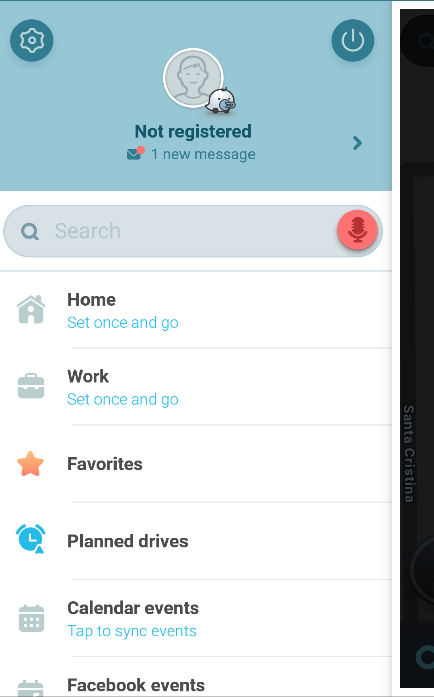 Not registered
1 new message
Search
Home
Set once and go
Work
Set once and go
Favorites
Planned drives
Calendar events
Tap to sync events
Facebook events
Santa Cristina